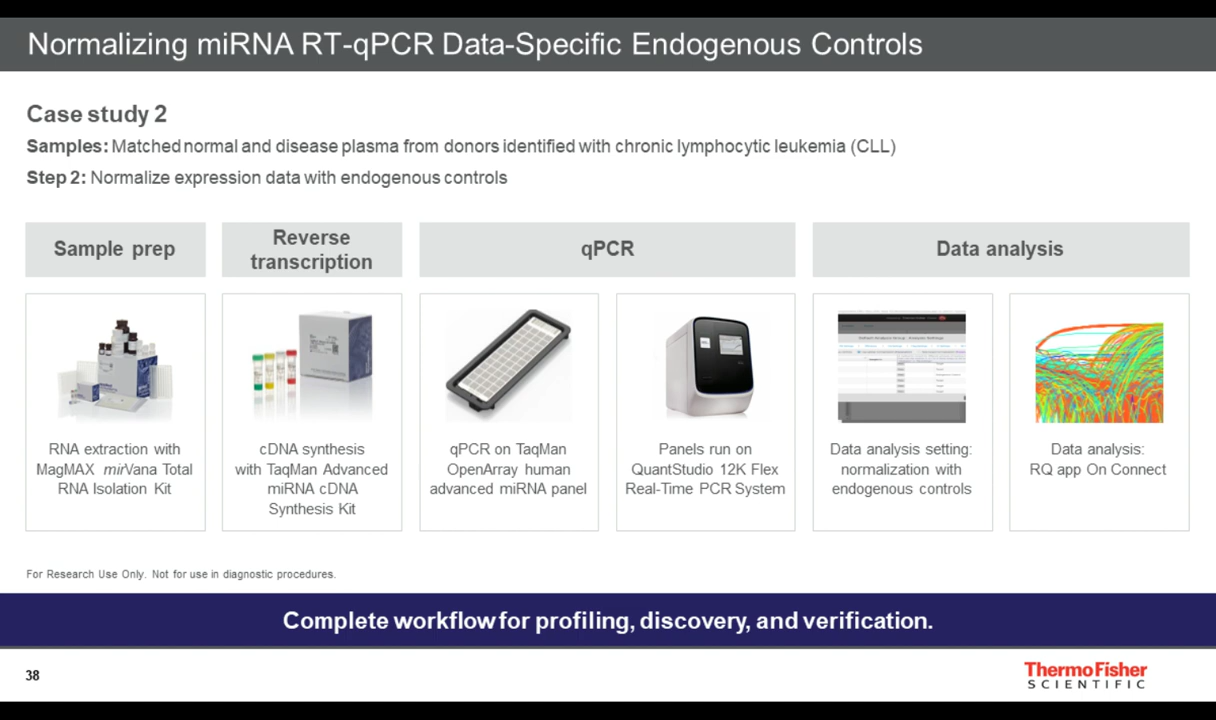 Normalizing miRNA RT-qPCR Data-Specific Endogenous Controls
Case study 2
Samples: Matched normal and disease plasma from donors identified with chronic lymphocytic leukemia (CLL)
Step 2: Normalize expression data with endogenous controls
Sample prep
Reverse
transcription
qPCR
Data analysis
RNA extraction with
MagMAX mirVana Total
RNA Isolation Kit
cDNA synthesis
with TaqMan Advanced
miRNA cDNA
Synthesis Kit
qPCR on TaqMan
OpenArray human
advanced miRNA panel
Panels run on
QuantStudio 12K Flex
Real-Time PCR System
Data analysis setting:
normalization with
endogenous controls
Data analysis:
RQ app On Connect
For Research Use Only. Not for use in diagnostic procedures.
Complete workflow for profiling, discovery, and verification.
38
ThermoFisher
SCIENTIFIC